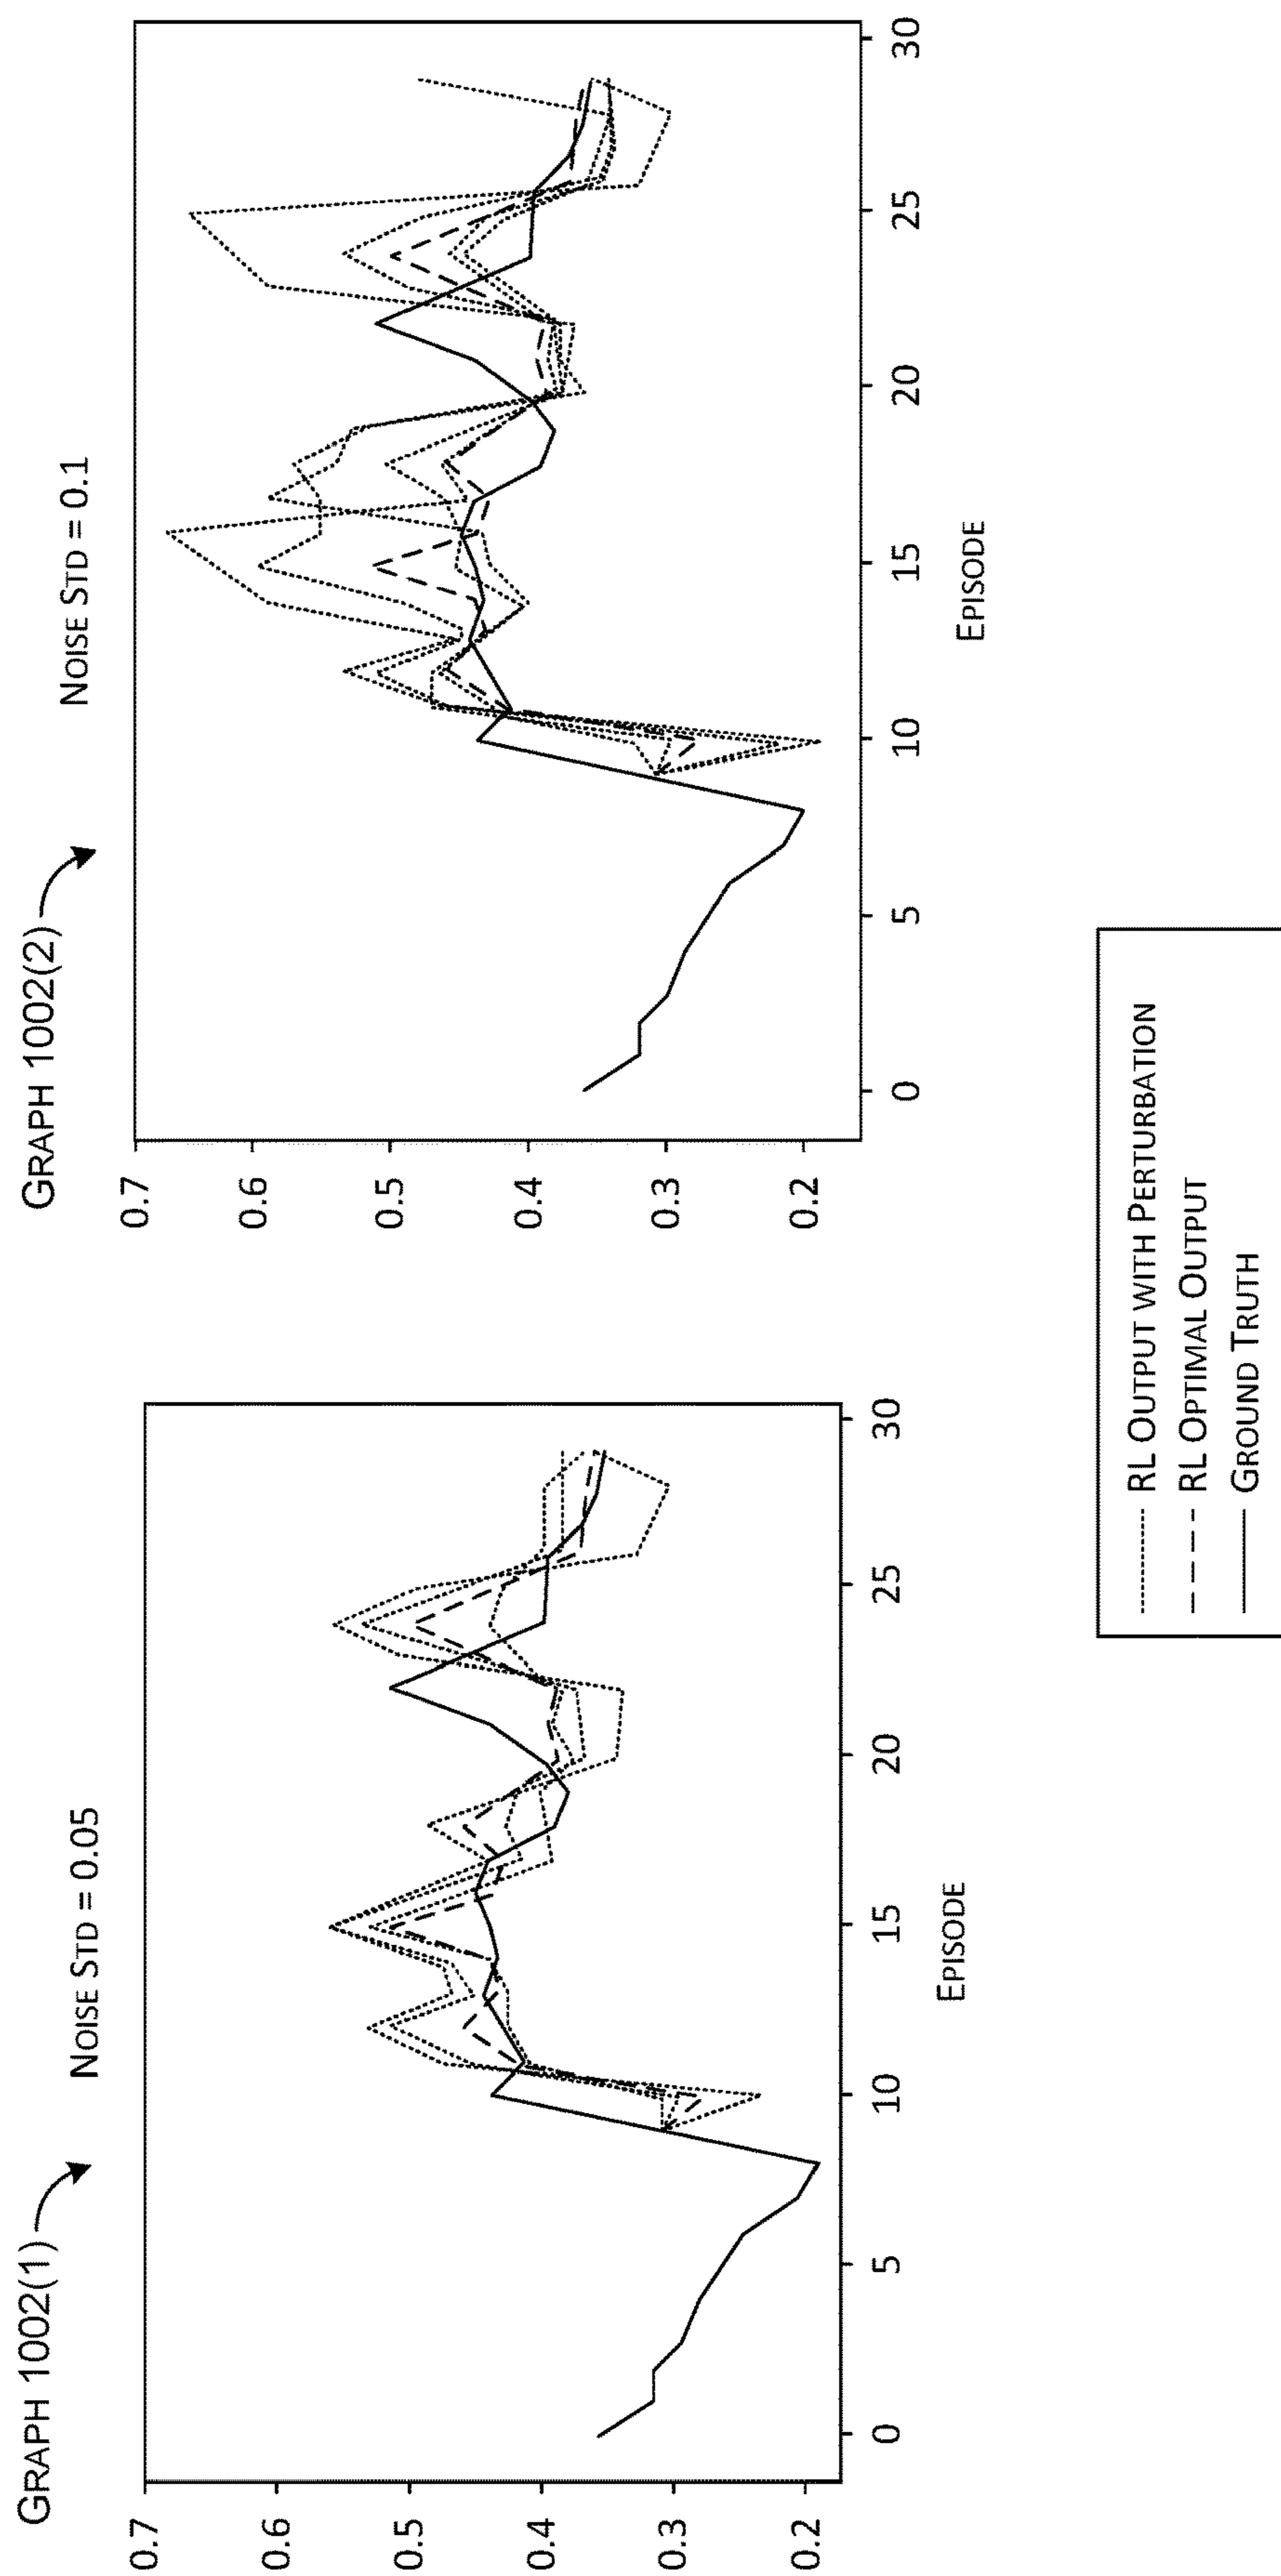 GRAPH 1002(1)
NOISE STD = 0.05
0.7
0.6
0.5
0.4
0.3
0.2
0 5 10 15 20 25 30
EPISODE
GRAPH 1002(2)
NOISE STD = 0.1
0.7
0.6
0.5
0.4
0.3
0.2
0 5 10 15 20 25 30
EPISODE
RL OUTPUT WITH PERTURBATION
RL OPTIMAL OUTPUT
GROUND TRUTH